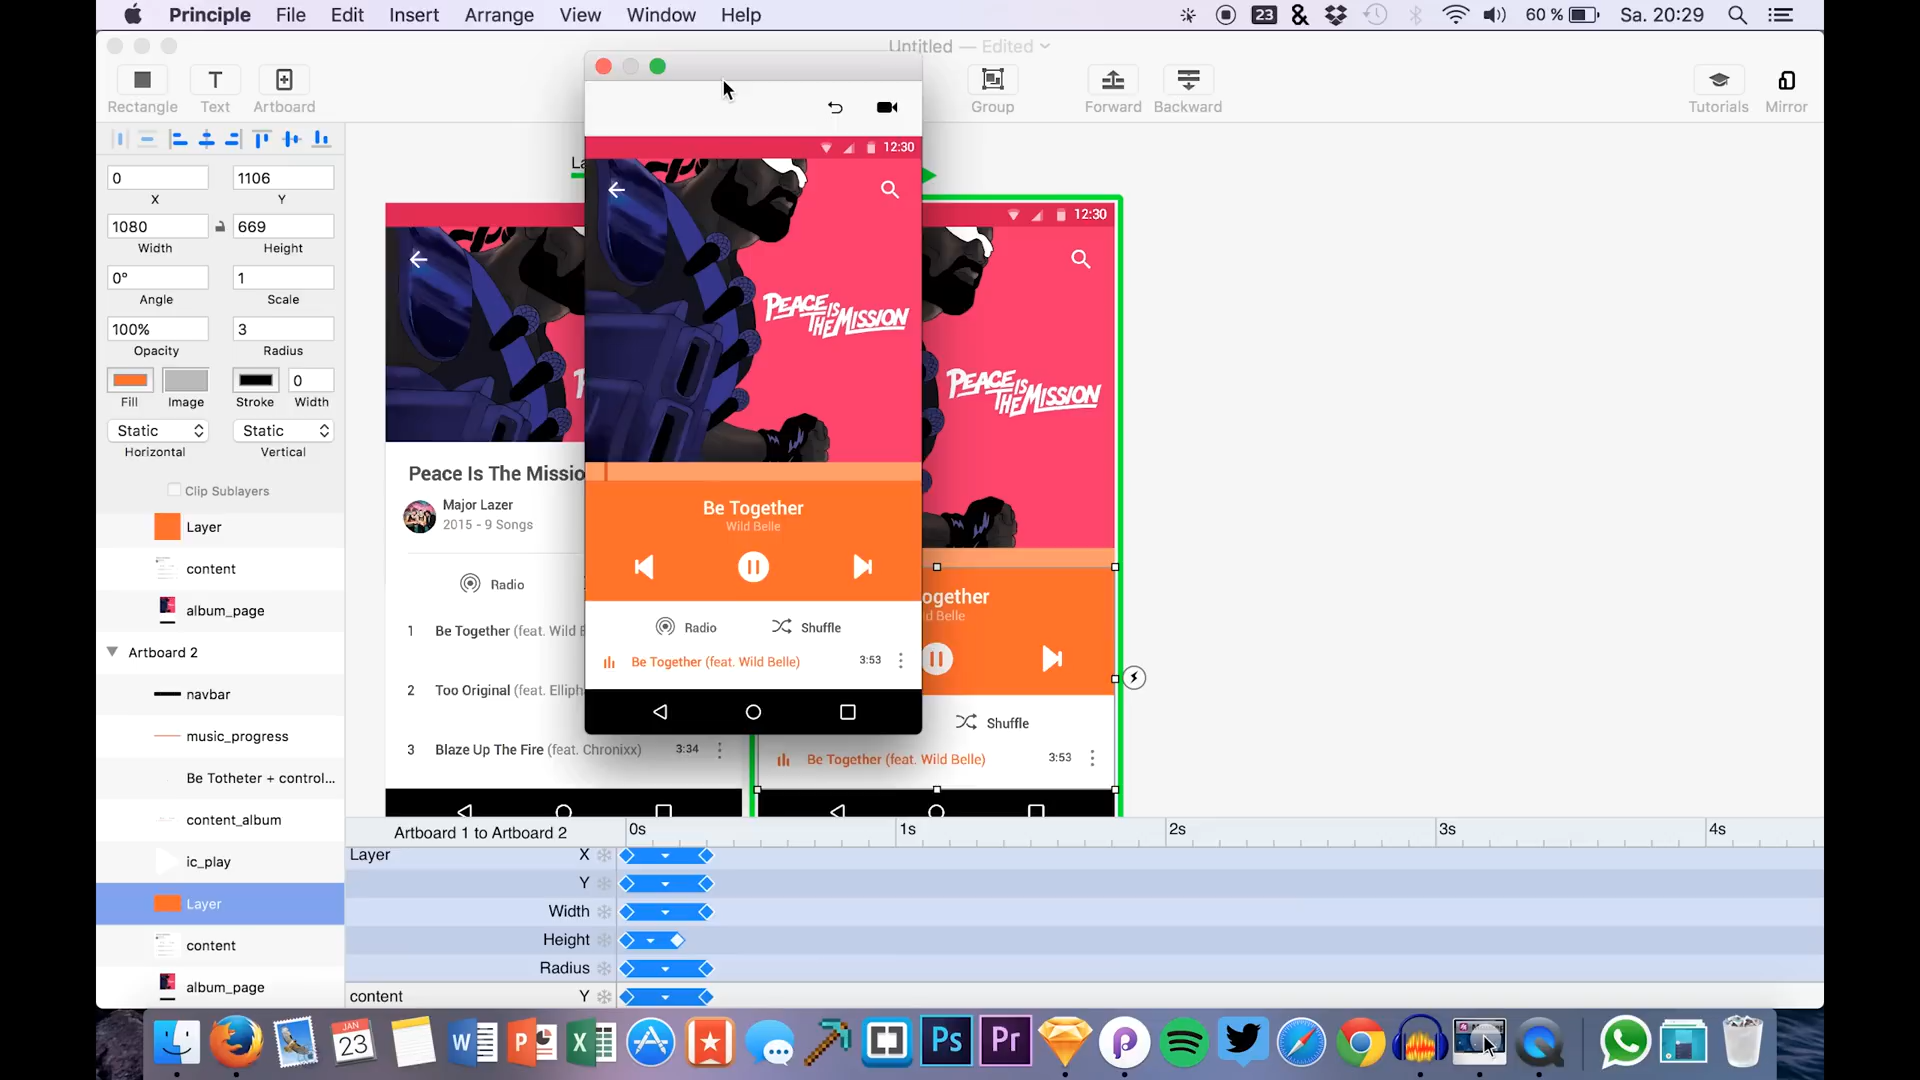 Principle File Edit Insert Arrange View Window Help 23 60 % Sa. 20:29
Untitled — Edited
Rectangle Text Artboard Group Forward Backward Tutorials Mirror
0 1106
X Y
1080 669
Width Height
0° 1
Angle Scale
100% 3
Opacity Radius
0
Fill Image Stroke Width
Static Static
Horizontal Vertical
Clip Sublayers
Layer
content
album_page
Artboard 2
navbar
music_progress
Be Totheter + control...
content_album
ic_play
Layer
content
album_page
12:30
PEACE IS THE MISSION
Peace Is The Missio
Major Lazer
2015 - 9 Songs
Radio
1 Be Together (feat. Wild B
2 Too Original (feat. Elliph
3 Blaze Up The Fire (feat. Chronixx) 3:34
12:30
PEACE IS THE MISSION
Be Together
Wild Belle
Radio Shuffle
Be Together (feat. Wild Belle) 3:53
ogether
d Belle
Shuffle
Be Together (feat. Wild Belle) 3:53
Artboard 1 to Artboard 2 0s 1s 2s 3s 4s
Layer X
Y
Width
Height
Radius
content Y
JAN
23
W P X Ps Pr